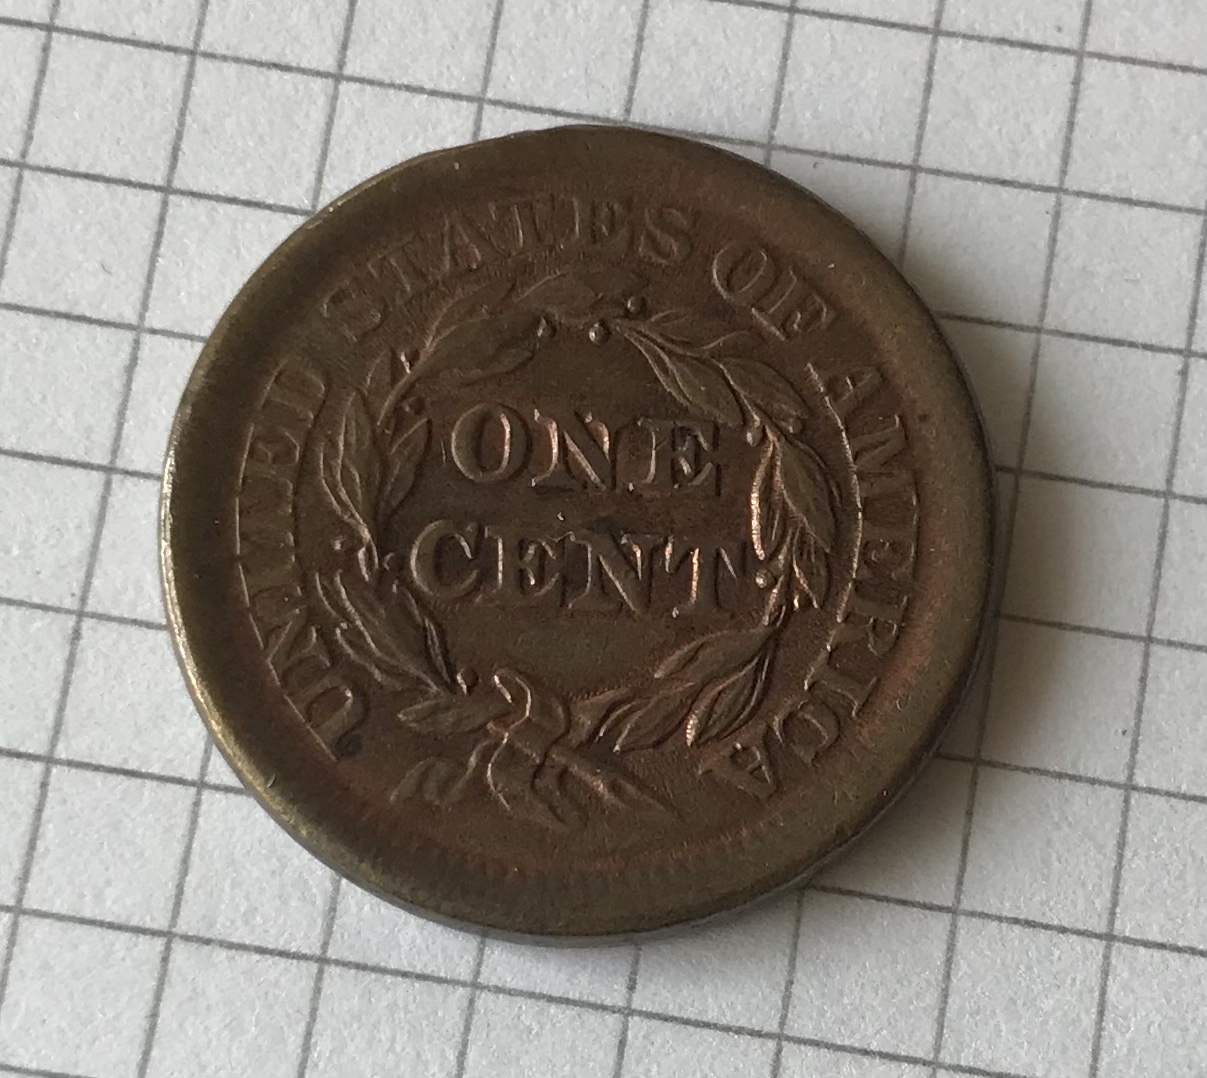 UNITED STATES OF AMERICA
ONE
CENT